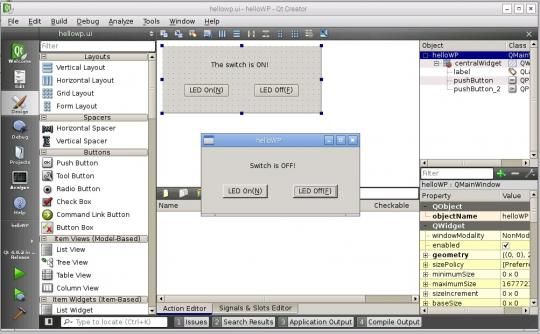 hellowp.ui - helloWP - Qt Creator
File Edit Build Debug Analyze Tools Window Help
hellowp.ui
Qt
Welcome
Edit
Design
Debug
Projects
Analyze
Help
helloWP
Filter
Layouts
Vertical Layout
Horizontal Layout
Grid Layout
Form Layout
Spacers
Horizontal Spacer
Vertical Spacer
Buttons
OK
Push Button
Tool Button
Radio Button
Check Box
Command Link Button
Button Box
Item Views (Model-Based)
List View
Tree View
Table View
Column View
Item Widgets (Item-Based)
List Widget
The switch is ON!
LED On(N) LED Off(F)
helloWP
Switch is OFF!
LED On(N) LED Off(F)
Name Checkable
Action Editor Signals & Slots Editor
Object Class
helloWP QMain
centralWidget
label
pushButton
pushButton_2
Filter
helloWP : QMainWindow
Property Value
QObject
objectName helloWP
QWidget
windowModality NonMod
enabled
geometry [(0, 0),
sizePolicy [Preferre
minimumSize 0 x 0
maximumSize 1677721
sizeIncrement 0 x 0
baseSize 0 x 0
Type to locate (Ctrl+K) 1 Issues 2 Search Results 3 Application Output 4 Compile Output